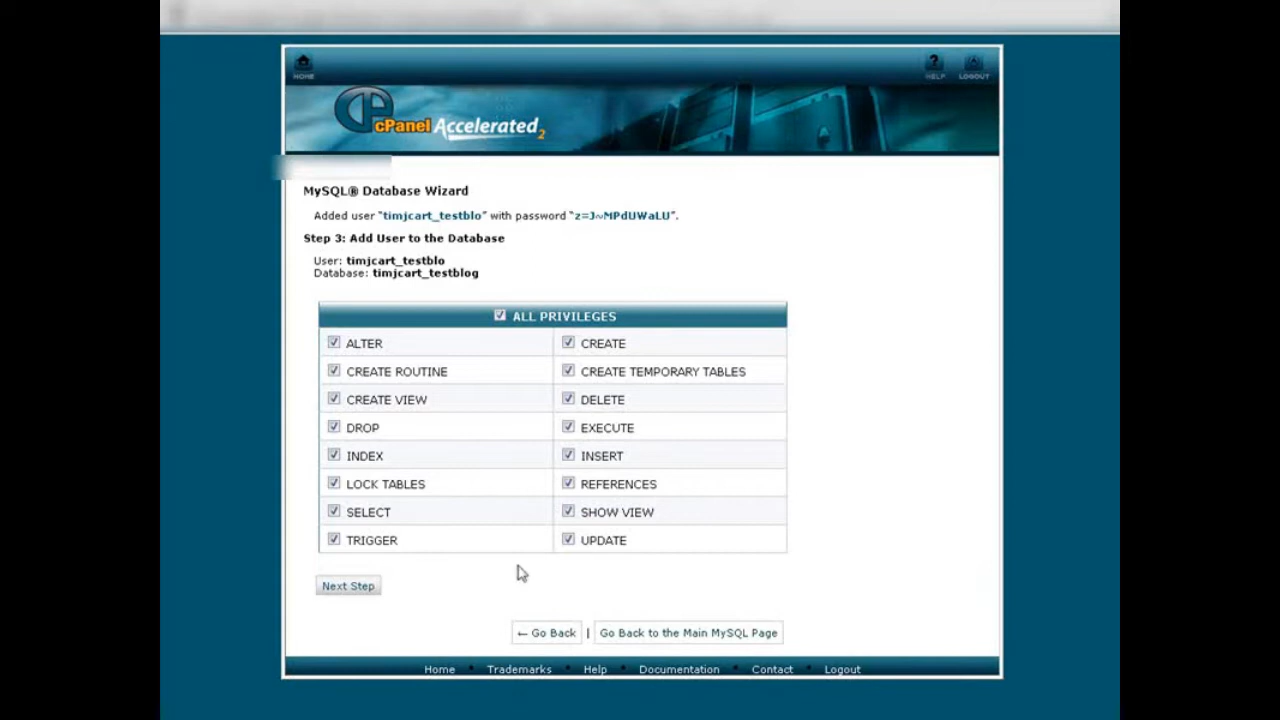 HOME
HELP
LOGOUT
cPanel Accelerated 2
MySQL® Database Wizard
Added user "timjcart_testblo" with password "z=J~MPdUWaLU".
Step 3: Add User to the Database
User: timjcart_testblo
Database: timjcart_testblog
ALL PRIVILEGES
ALTER CREATE
CREATE ROUTINE CREATE TEMPORARY TABLES
CREATE VIEW DELETE
DROP EXECUTE
INDEX INSERT
LOCK TABLES REFERENCES
SELECT SHOW VIEW
TRIGGER UPDATE
Next Step
← Go Back | Go Back to the Main MySQL Page
Home • Trademarks • Help • Documentation • Contact • Logout